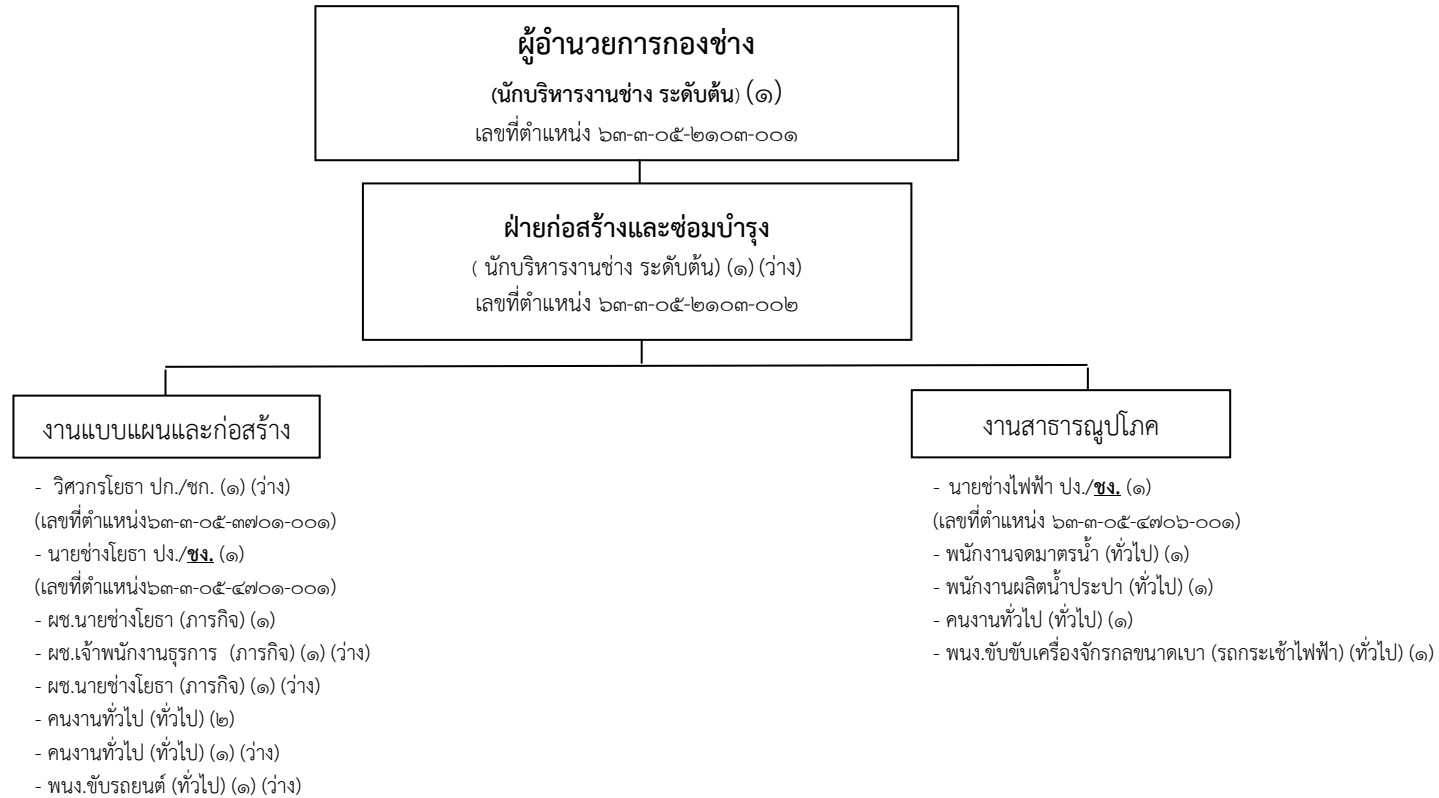 ผู้อำนวยการกองช่าง
(นักบริหารงานช่าง ระดับต้น) (๑)
เลขที่ตำแหน่ง ๖๓-๓-๐๕-๒๑๐๓-๐๐๑
ฝ่ายก่อสร้างและซ่อมบำรุง
( นักบริหารงานช่าง ระดับต้น) (๑) (ว่าง)
เลขที่ตำแหน่ง ๖๓-๓-๐๕-๒๑๐๓-๐๐๒
งานแบบแผนและก่อสร้าง
- วิศวกรโยธา ปก./ชก. (๑) (ว่าง)
(เลขที่ตำแหน่ง๖๓-๓-๐๕-๓๗๐๑-๐๐๑)
- นายช่างโยธา ปง./ชง. (๑)
(เลขที่ตำแหน่ง๖๓-๓-๐๕-๔๗๐๑-๐๐๑)
- ผช.นายช่างโยธา (ภารกิจ) (๑)
- ผช.เจ้าพนักงานธุรการ (ภารกิจ) (๑) (ว่าง)
- ผช.นายช่างโยธา (ภารกิจ) (๑) (ว่าง)
- คนงานทั่วไป (ทั่วไป) (๒)
- คนงานทั่วไป (ทั่วไป) (๑) (ว่าง)
- พนง.ขับรถยนต์ (ทั่วไป) (๑) (ว่าง)
งานสาธารณูปโภค
- นายช่างไฟฟ้า ปง./ชง. (๑)
(เลขที่ตำแหน่ง ๖๓-๓-๐๕-๔๗๐๖-๐๐๑)
- พนักงานจดมาตรน้ำ (ทั่วไป) (๑)
- พนักงานผลิตน้ำประปา (ทั่วไป) (๑)
- คนงานทั่วไป (ทั่วไป) (๑)
- พนง.ขับขับเครื่องจักรกลขนาดเบา (รถกระเช้าไฟฟ้า) (ทั่วไป) (๑)